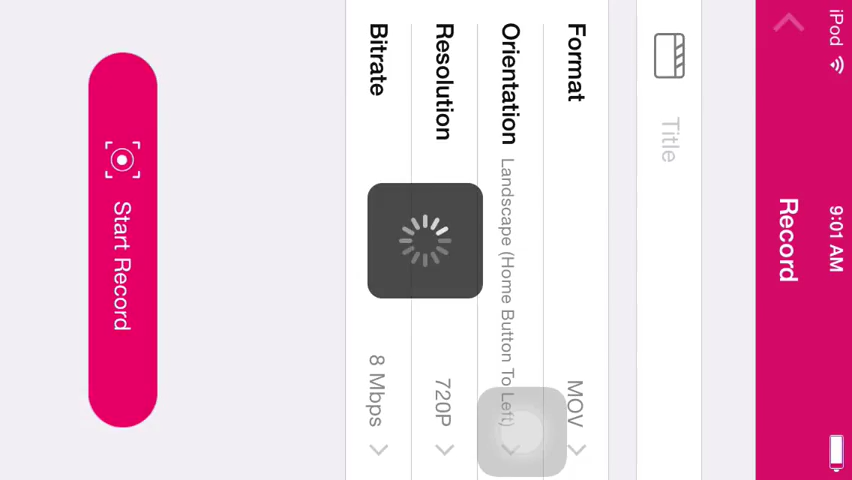 iPod 9:01 AM
Record
Title
Format MOV
Orientation Landscape (Home Button To Left)
Resolution 720P
Bitrate 8 Mbps
Start Record